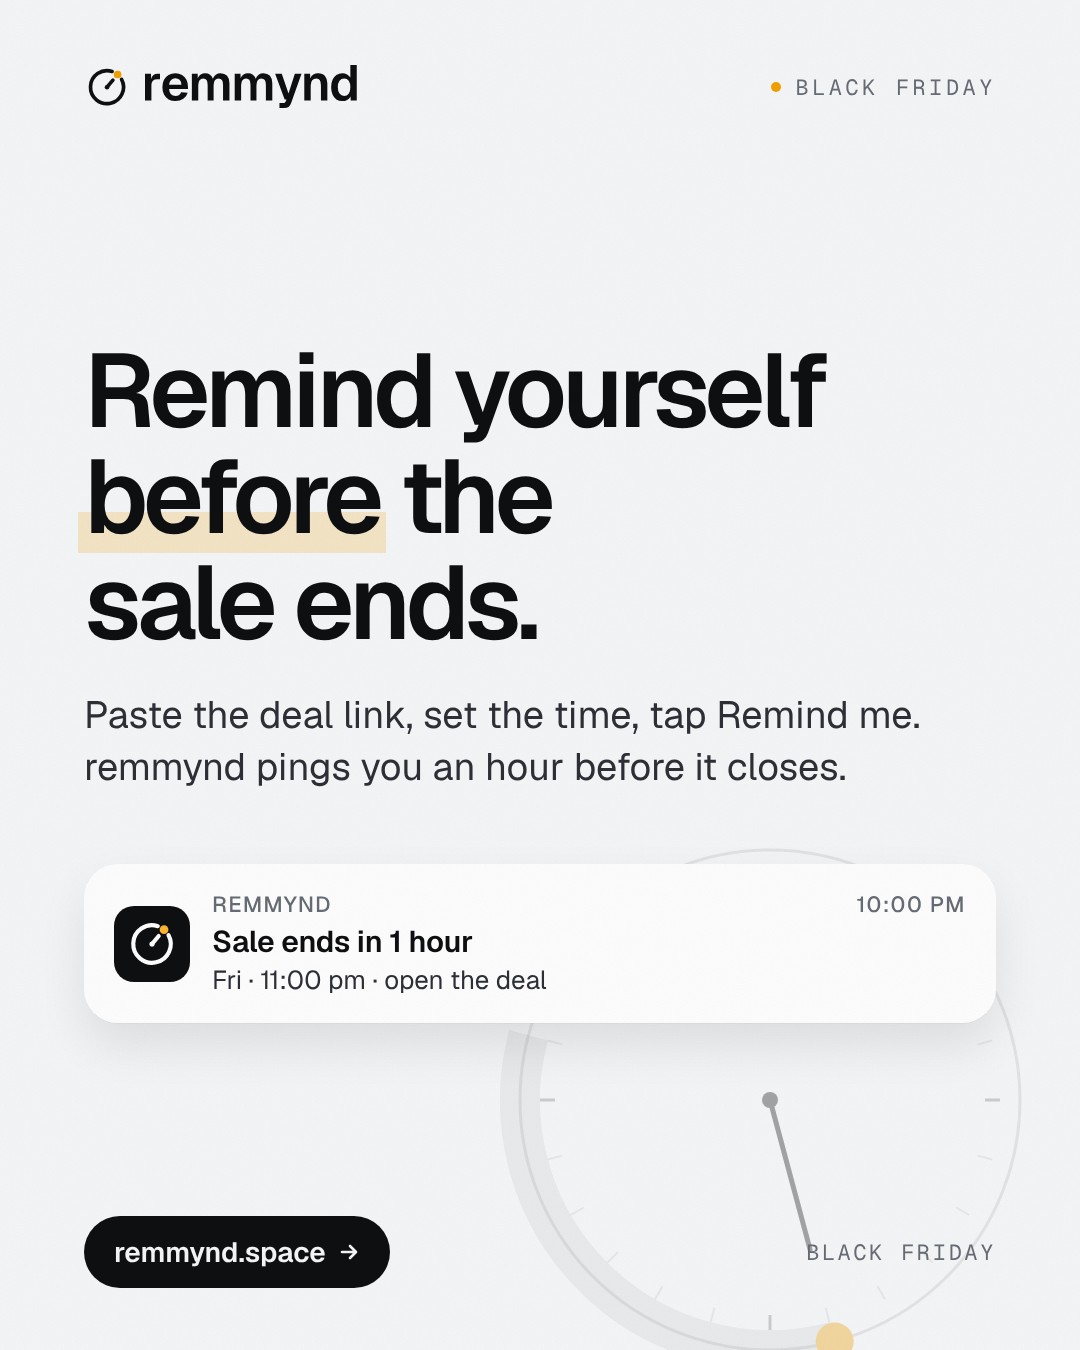 remmynd
BLACK FRIDAY
Remind yourself
before the
sale ends.
Paste the deal link, set the time, tap Remind me.
remmynd pings you an hour before it closes.
REMMYND
10:00 PM
Sale ends in 1 hour
Fri · 11:00 pm · open the deal
remmynd.space →
BLACK FRIDAY